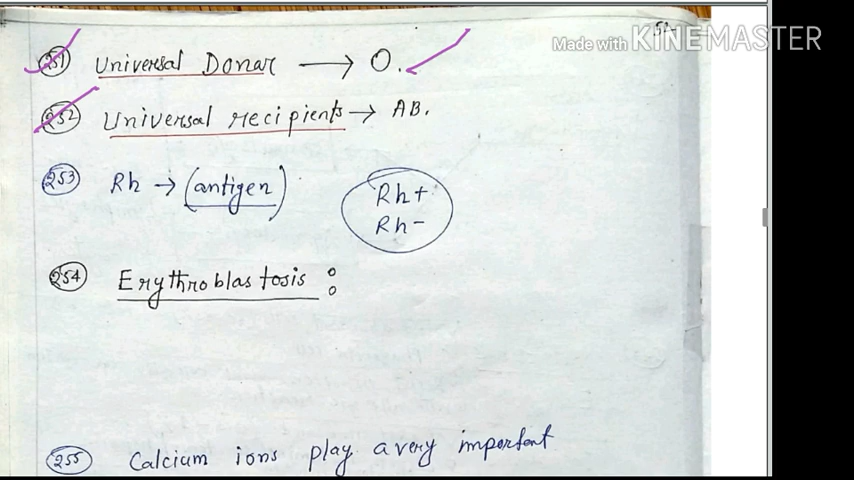 Made with KINEMASTER
251 Universal Donar → O.
252 Universal recipients → AB.
253 Rh → (antigen)
Rh+
Rh-
254 Erythroblastosis :
255 Calcium ions play a very important